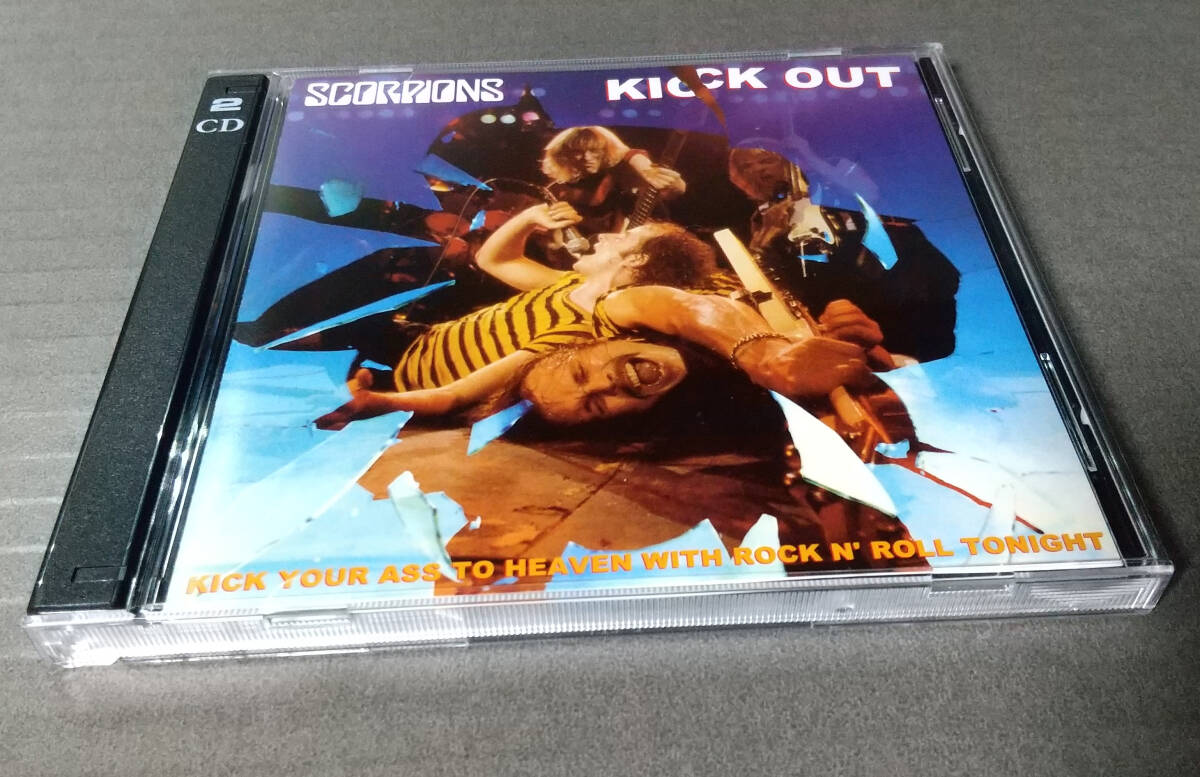 2
CD
SCORPIONS
KICK OUT
KICK YOUR ASS TO HEAVEN WITH ROCK N' ROLL TONIGHT